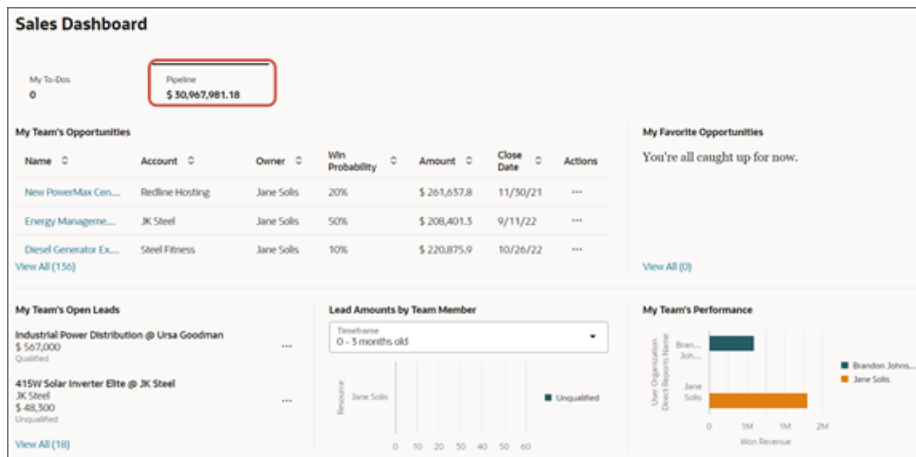 Sales Dashboard
My To-Dos
0
Pipeline
$ 30,967,981.18
My Team's Opportunities
Name Account Owner Win Probability Amount Close Date Actions
New PowerMax Cen... Redline Hosting Jane Solis 20% $ 261,637.8 11/30/21 ...
Energy Manageme... JK Steel Jane Solis 50% $ 208,401.3 9/11/22 ...
Diesel Generator Ex... Steel Fitness Jane Solis 10% $ 220,875.9 10/26/22 ...
View All (136)
My Favorite Opportunities
You're all caught up for now.
View All (0)
My Team's Open Leads
Industrial Power Distribution @ Ursa Goodman
$ 567,000
Qualified
...
415W Solar Inverter Elite @ JK Steel
JK Steel
$ 48,300
Unqualified
...
View All (18)
Lead Amounts by Team Member
Timeframe
0 - 3 months old
Resource
Jane Solis
Unqualified
0 10 20 30 40 50 60
My Team's Performance
User Organization
Direct Reports Name
Bran...
Joh...
Jane
Solis
Brandon Johns...
Jane Solis
0 1M 1M 2M
Won Revenue